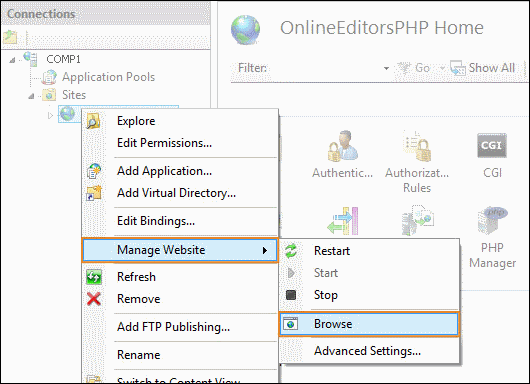 Connections
COMP1
Application Pools
Sites
OnlineEditorsPHP Home
Filter:
Go
Show All
Authentic...
Authorizat...
Rules
CGI
PHP
Manager
Explore
Edit Permissions...
Add Application...
Add Virtual Directory...
Edit Bindings...
Manage Website
Refresh
Remove
Add FTP Publishing...
Rename
Switch to Content View
Restart
Start
Stop
Browse
Advanced Settings...